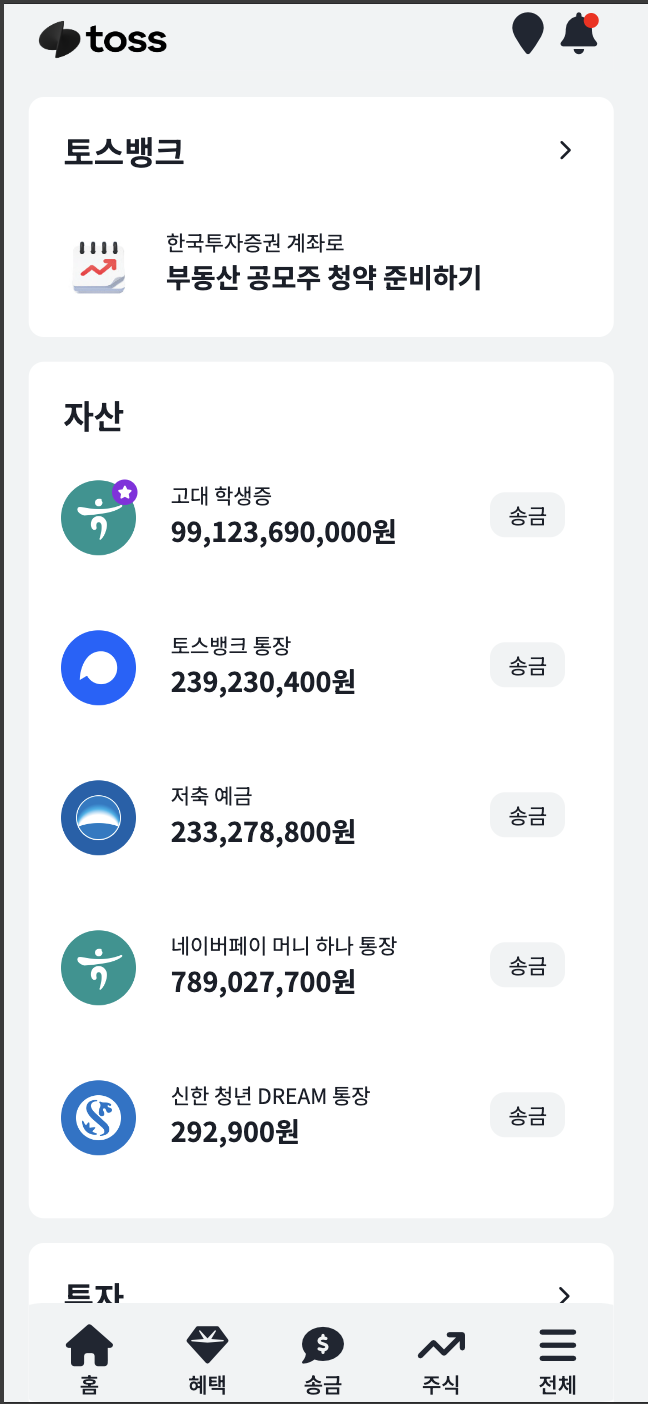 toss
토스뱅크
한국투자증권 계좌로
부동산 공모주 청약 준비하기
자산
고대 학생증
99,123,690,000원
송금
토스뱅크 통장
239,230,400원
송금
저축 예금
233,278,800원
송금
네이버페이 머니 하나 통장
789,027,700원
송금
신한 청년 DREAM 통장
292,900원
송금
투자
홈
혜택
송금
주식
전체